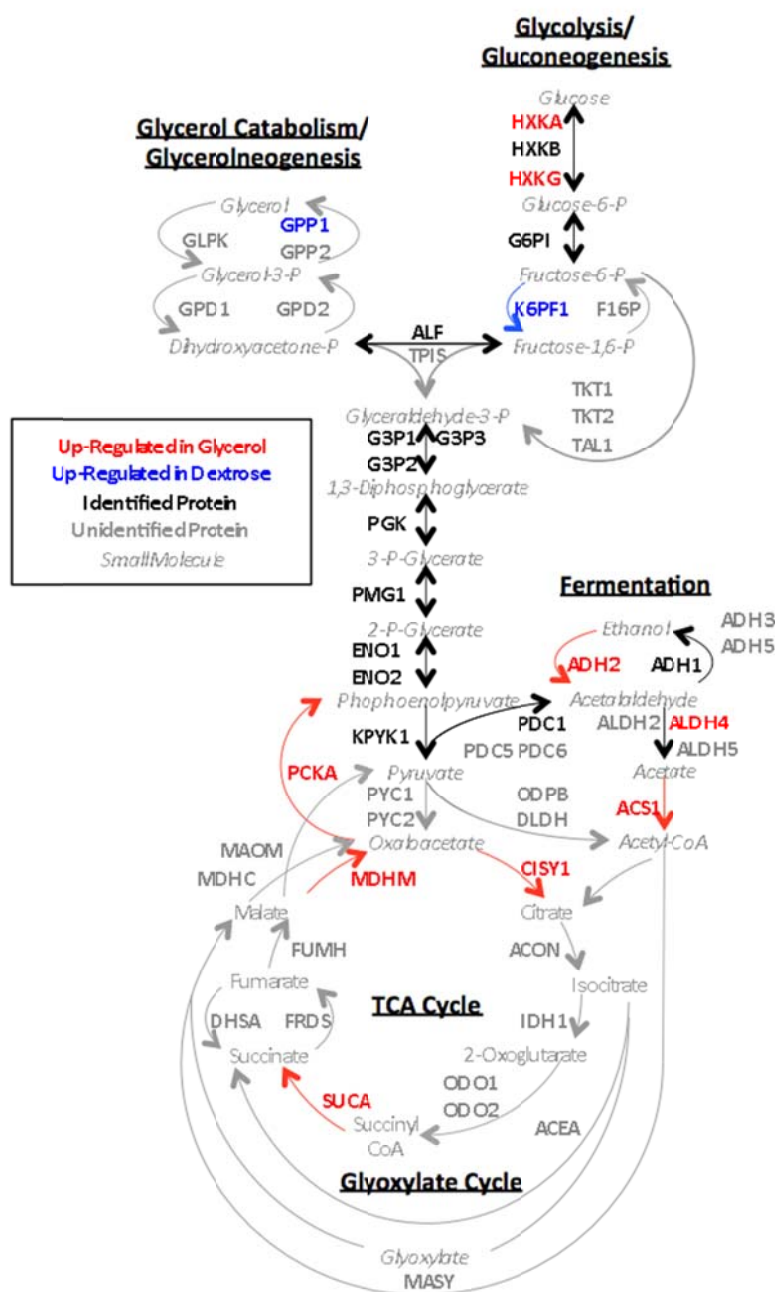 Glycolysis/
Gluconeogenesis
Glucose
HXKA
HXKB
HXKG
Glucose-6-P
G6PI
Fructose-6-P
K6PF1 F16P
Fructose-1,6-P
TKT1
TKT2
TAL1
Glycerol Catabolism/
Glycerolneogenesis
Glycerol
GPP1
GLPK
GPP2
Glycerol-3-P
GPD1 GPD2
Dihydroxyacetone-P
ALF
TPIS
Glyceraldehyde-3-P
G3P1 G3P3
G3P2
1,3-Diphosphoglycerate
PGK
3-P-Glycerate
PMG1
2-P-Glycerate
ENO1
ENO2
Phophoenolpyruvate
KPYK1
Pyruvate
Up-Regulated in Glycerol
Up-Regulated in Dextrose
Identified Protein
Unidentified Protein
SmallMolecule
Fermentation
Ethanol
ADH3
ADH5
ADH2 ADH1
Acetalaldehyde
PDC1
PDC5 PDC6
ALDH2 ALDH4
ALDH5
Acetate
ACS1
Acetyl-CoA
ODPB
DLDH
PYC1
PYC2
PCKA
Oxaloacetate
MAOM
MDHC
MDHM
CISY1
Malate
Citrate
FUMH
ACON
Fumarate
Isocitrate
TCA Cycle
DHSA FRDS
IDH1
Succinate
2-Oxoglutarate
ODO1
ODO2
SUCA
Succinyl
CoA
ACEA
Glyoxylate Cycle
Glyoxylate
MASY